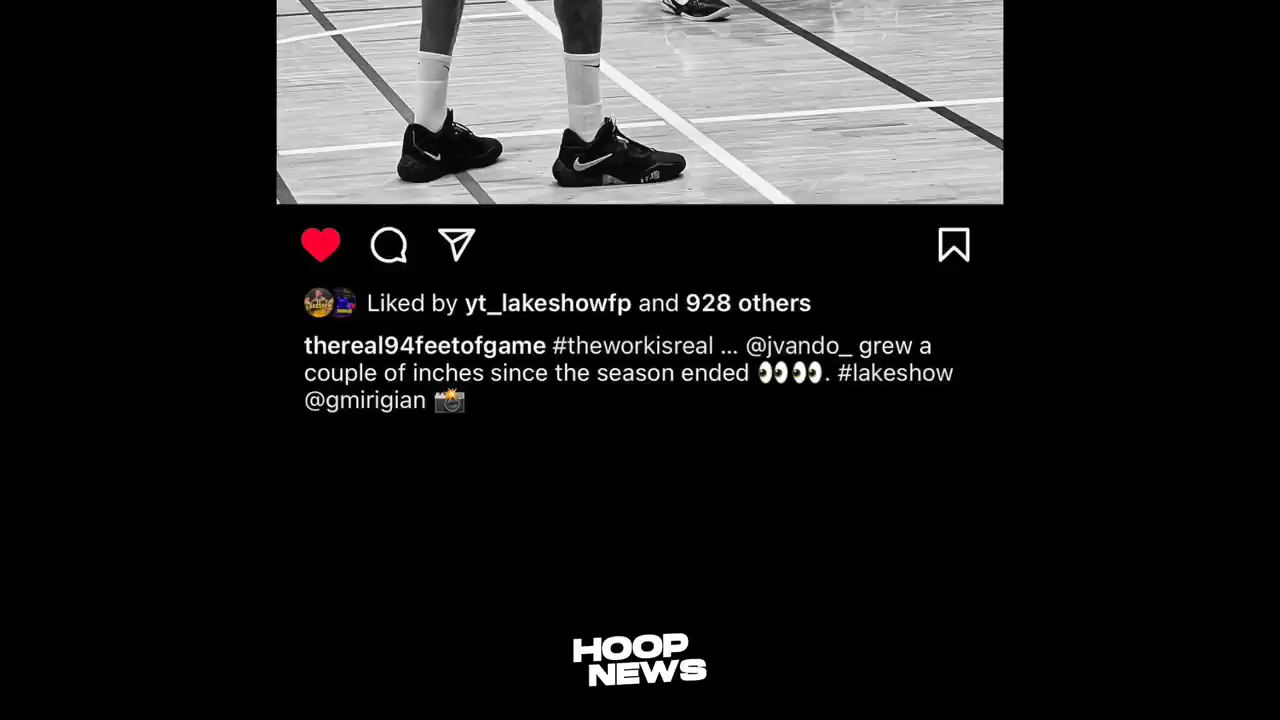 Liked by yt_lakeshowfp and 928 others
thereal94feetofgame #theworkisreal ... @jvando_ grew a
couple of inches since the season ended 👀👀. #lakeshow
@gmirigian 📸
HOOP
NEWS